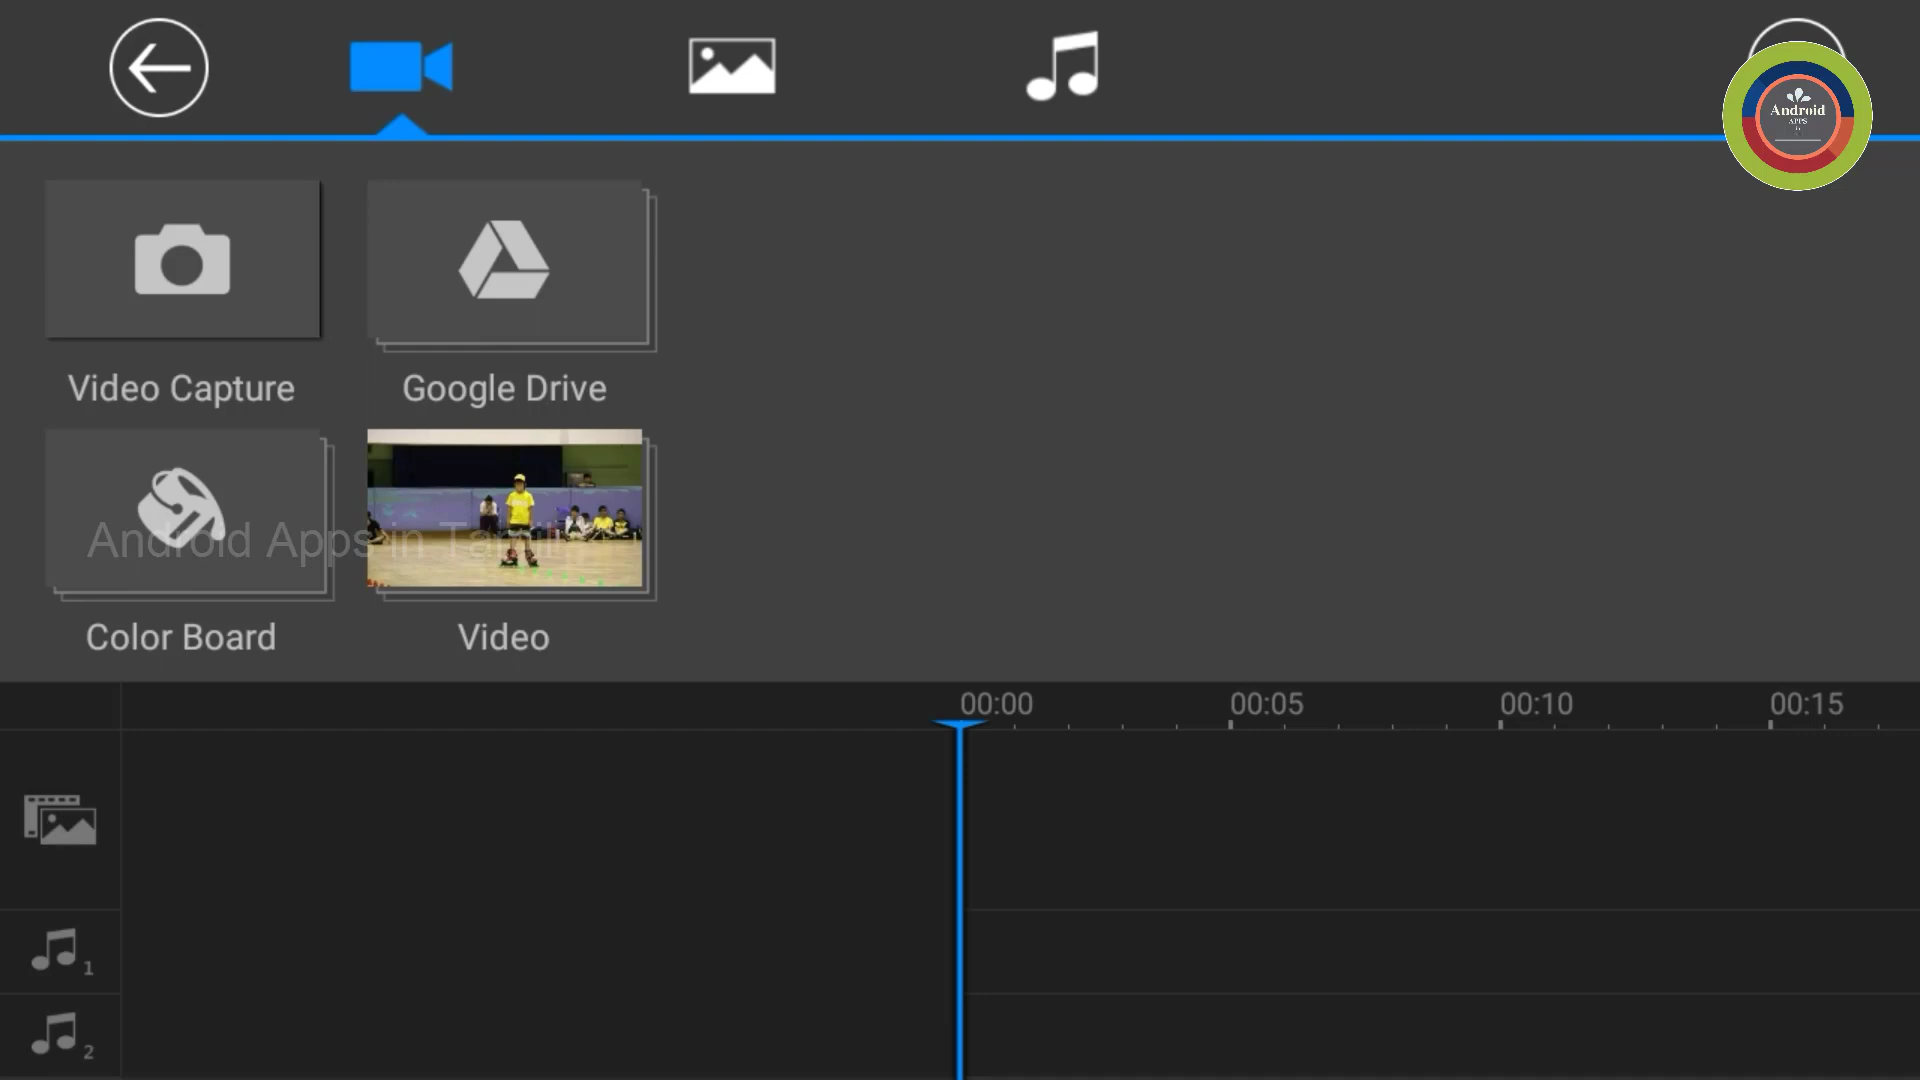 Android
APPS
Video Capture
Google Drive
Android Apps in Tamil
Color Board
Video
00:00
00:05
00:10
00:15
1
2